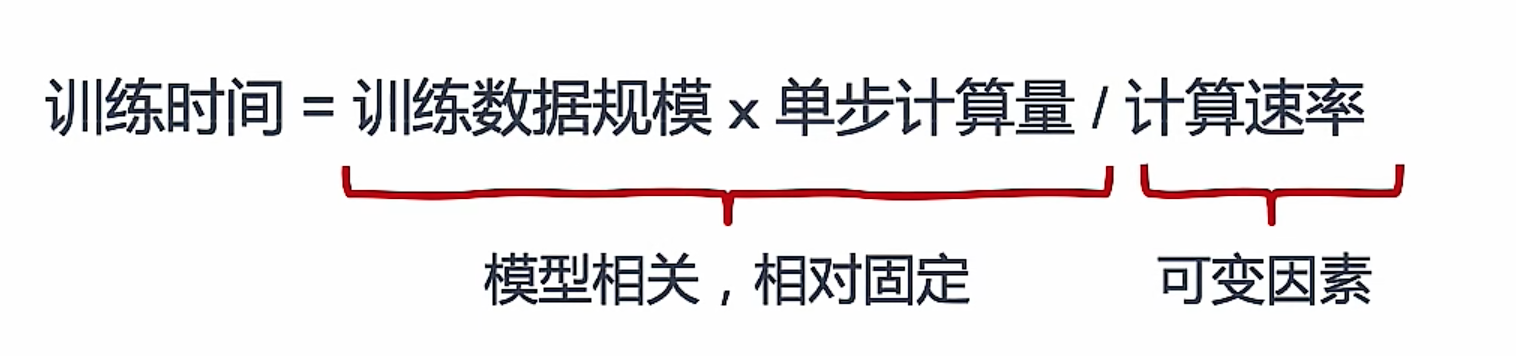 训练时间 = 训练数据规模 x 单步计算量 / 计算速率
模型相关，相对固定 可变因素